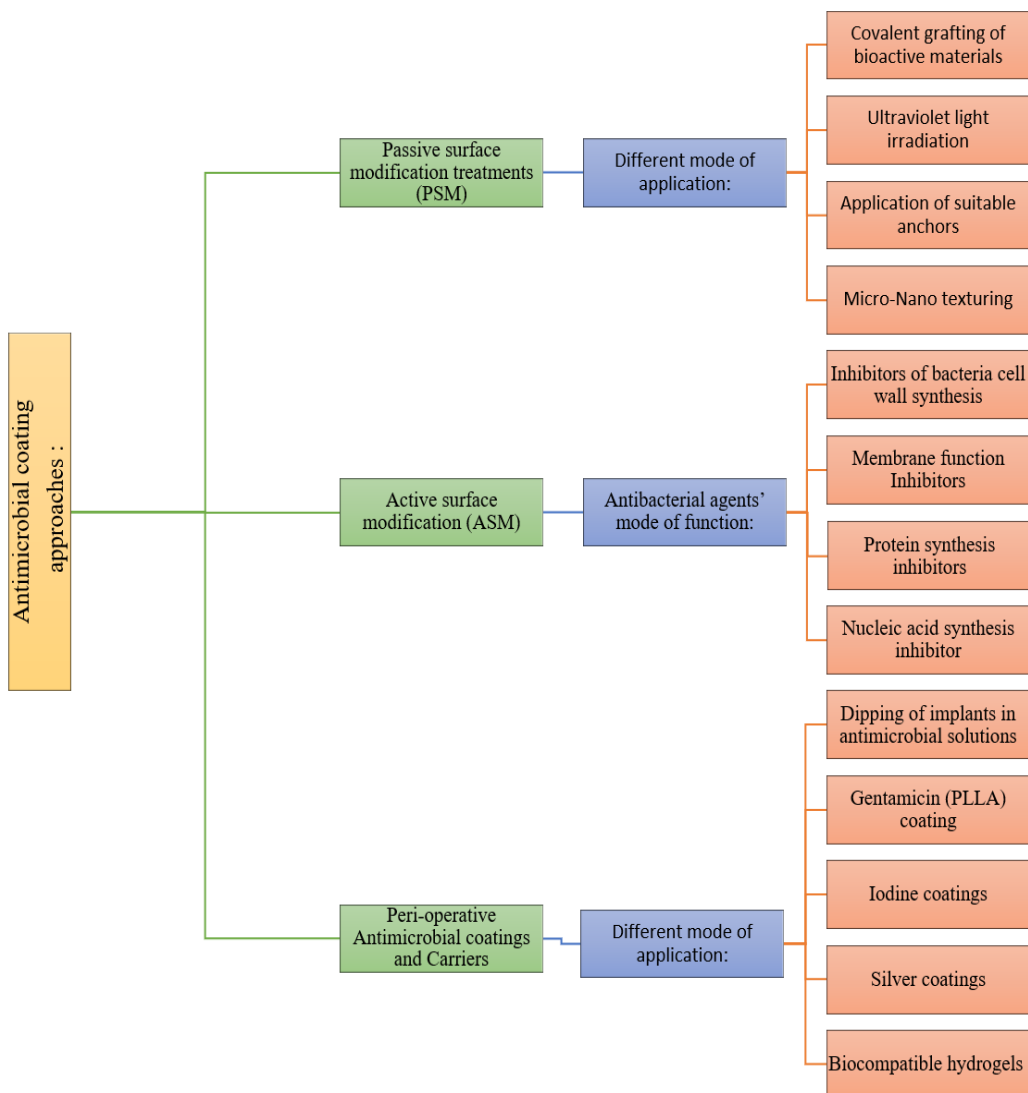 Antimicrobial coating
approaches :
Passive surface
modification treatments
(PSM)
Different mode of
application:
Covalent grafting of
bioactive materials
Ultraviolet light
irradiation
Application of suitable
anchors
Micro-Nano texturing
Active surface
modification (ASM)
Antibacterial agents’
mode of function:
Inhibitors of bacteria cell
wall synthesis
Membrane function
Inhibitors
Protein synthesis
inhibitors
Nucleic acid synthesis
inhibitor
Peri-operative
Antimicrobial coatings
and Carriers
Different mode of
application:
Dipping of implants in
antimicrobial solutions
Gentamicin (PLLA)
coating
Iodine coatings
Silver coatings
Biocompatible hydrogels